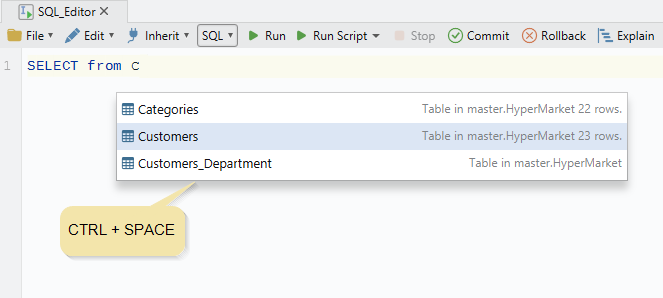 SQL_Editor
File Edit Inherit SQL Run Run Script Stop Commit Rollback Explain
1 SELECT from C
Categories Table in master.HyperMarket 22 rows.
Customers Table in master.HyperMarket 23 rows.
Customers_Department Table in master.HyperMarket
CTRL + SPACE